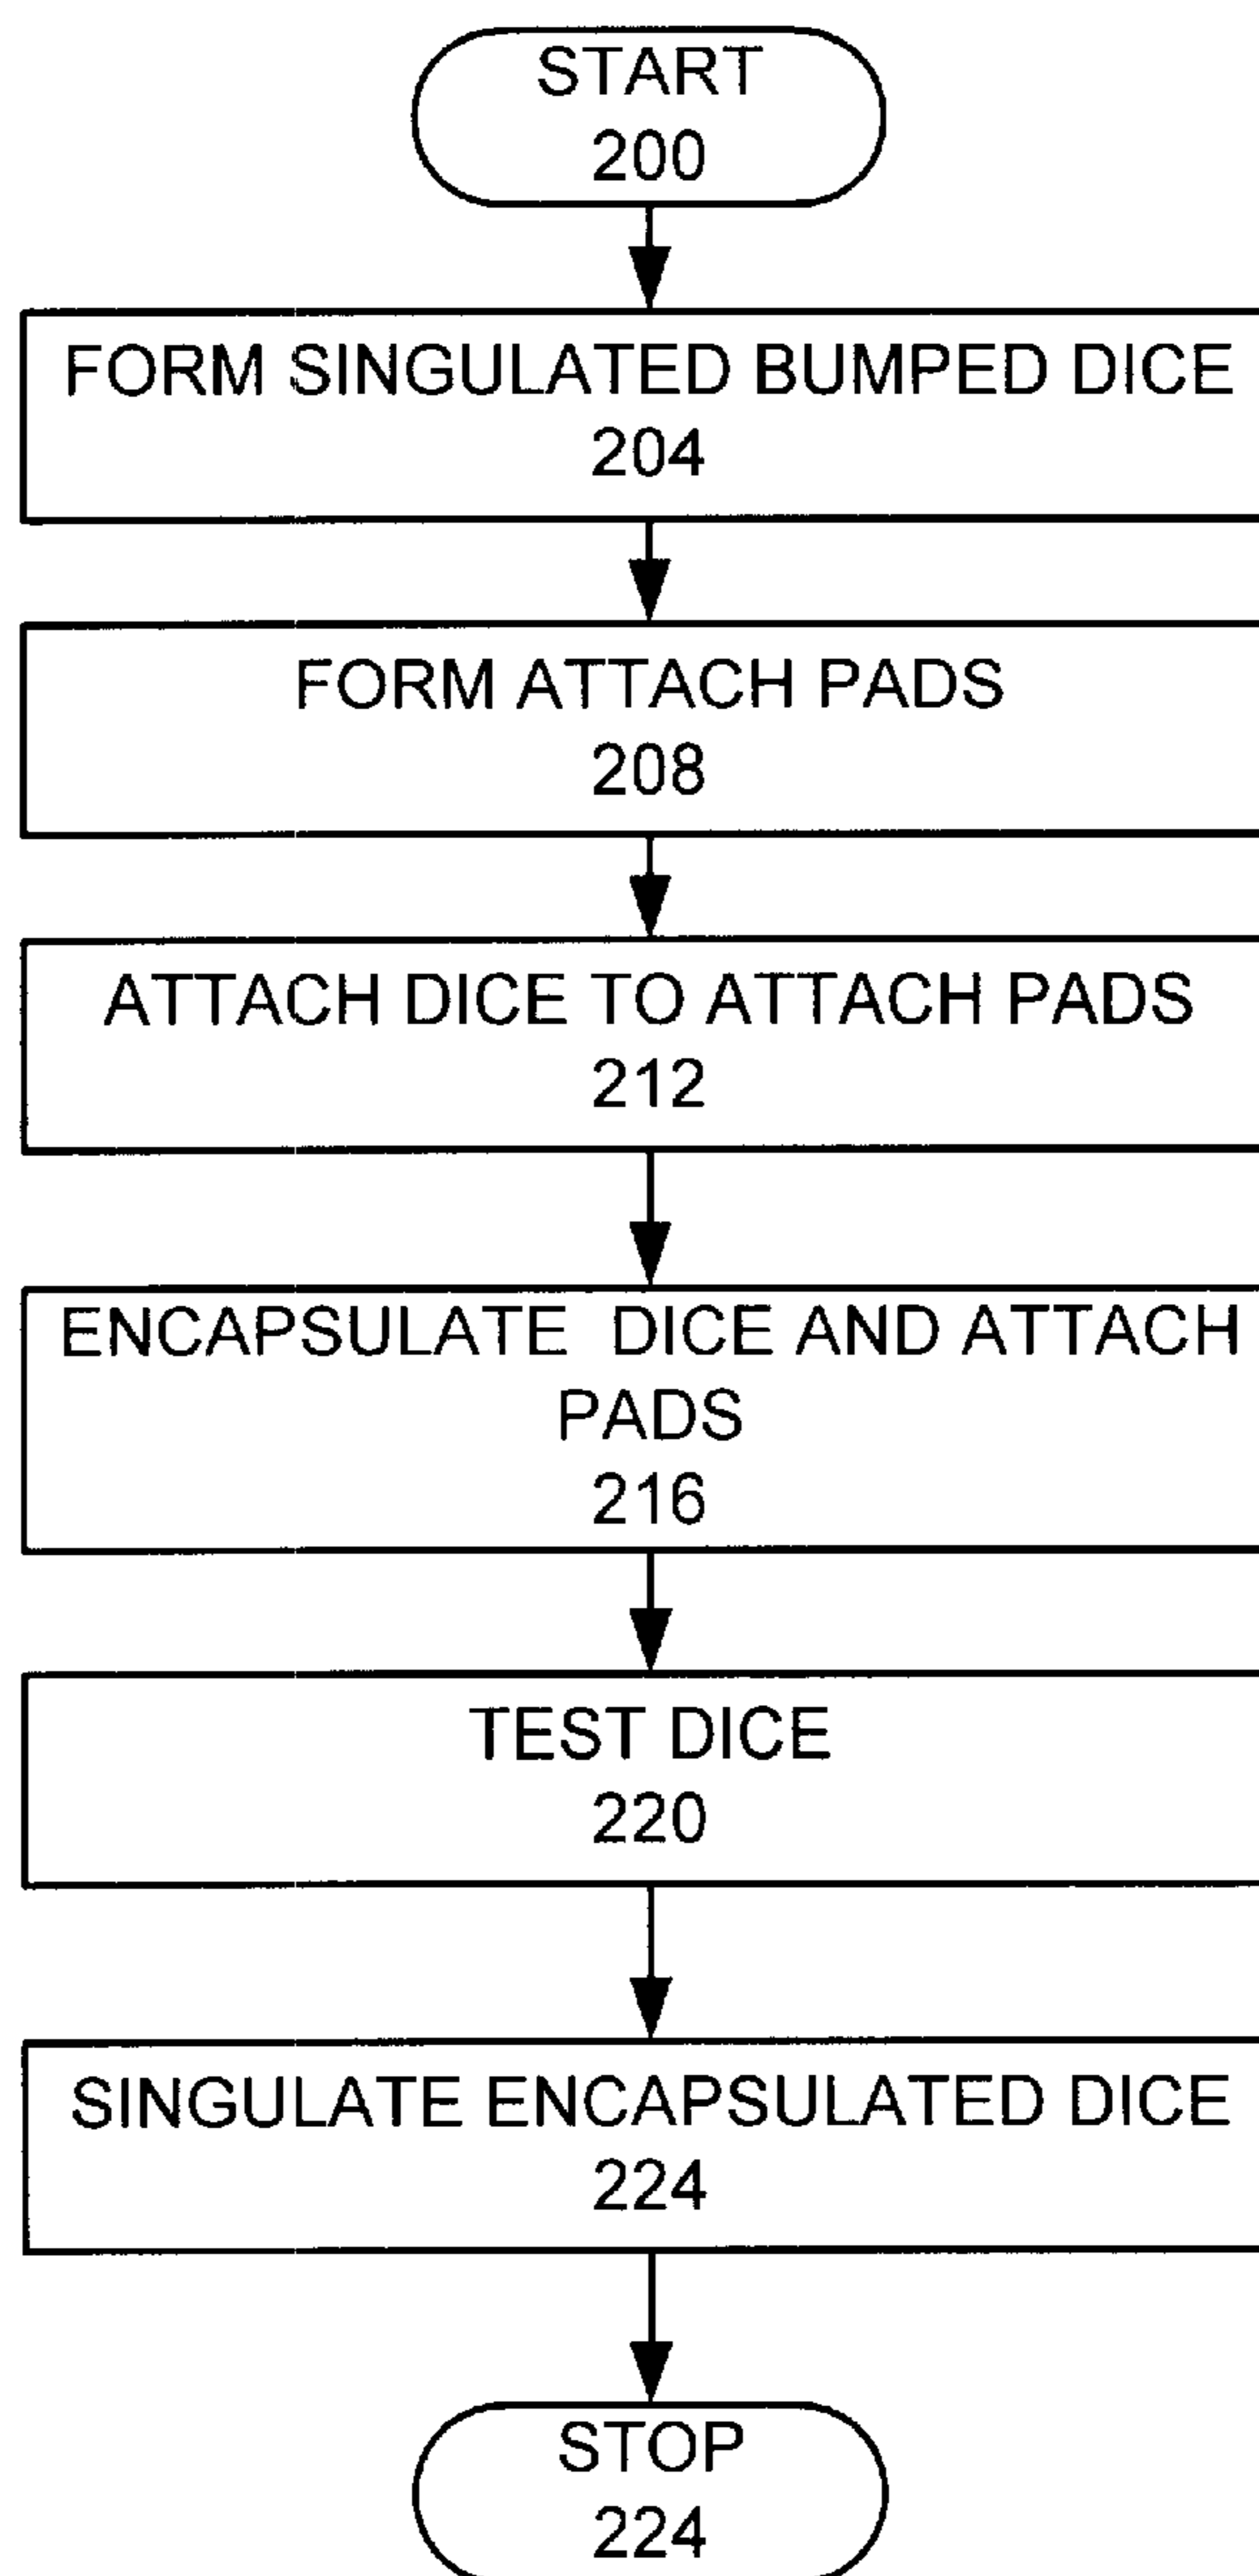 START
200
FORM SINGULATED BUMPED DICE
204
FORM ATTACH PADS
208
ATTACH DICE TO ATTACH PADS
212
ENCAPSULATE DICE AND ATTACH
PADS
216
TEST DICE
220
SINGULATE ENCAPSULATED DICE
224
STOP
224